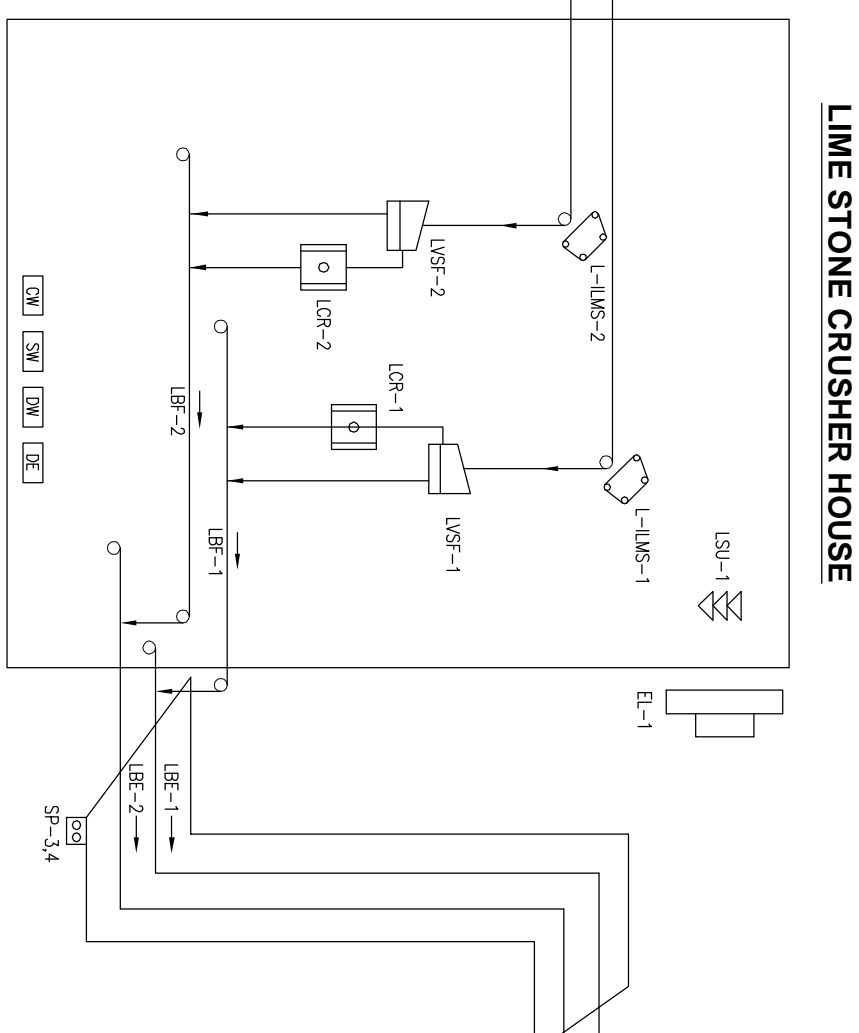 LIME STONE CRUSHER HOUSE
LSU-1
EL-1
L-ILMS-2
L-ILMS-1
LVSF-2
LVSF-1
LCR-2
LCR-1
LBF-2
LBF-1
LBE-1
LBE-2
SP-3,4
CW
SW
DW
DE